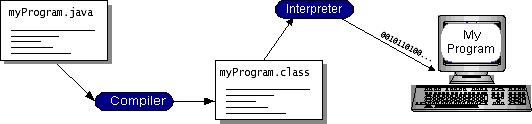 myProgram.java
Compiler
myProgram.class
Interpreter
0010110100...
My
Program